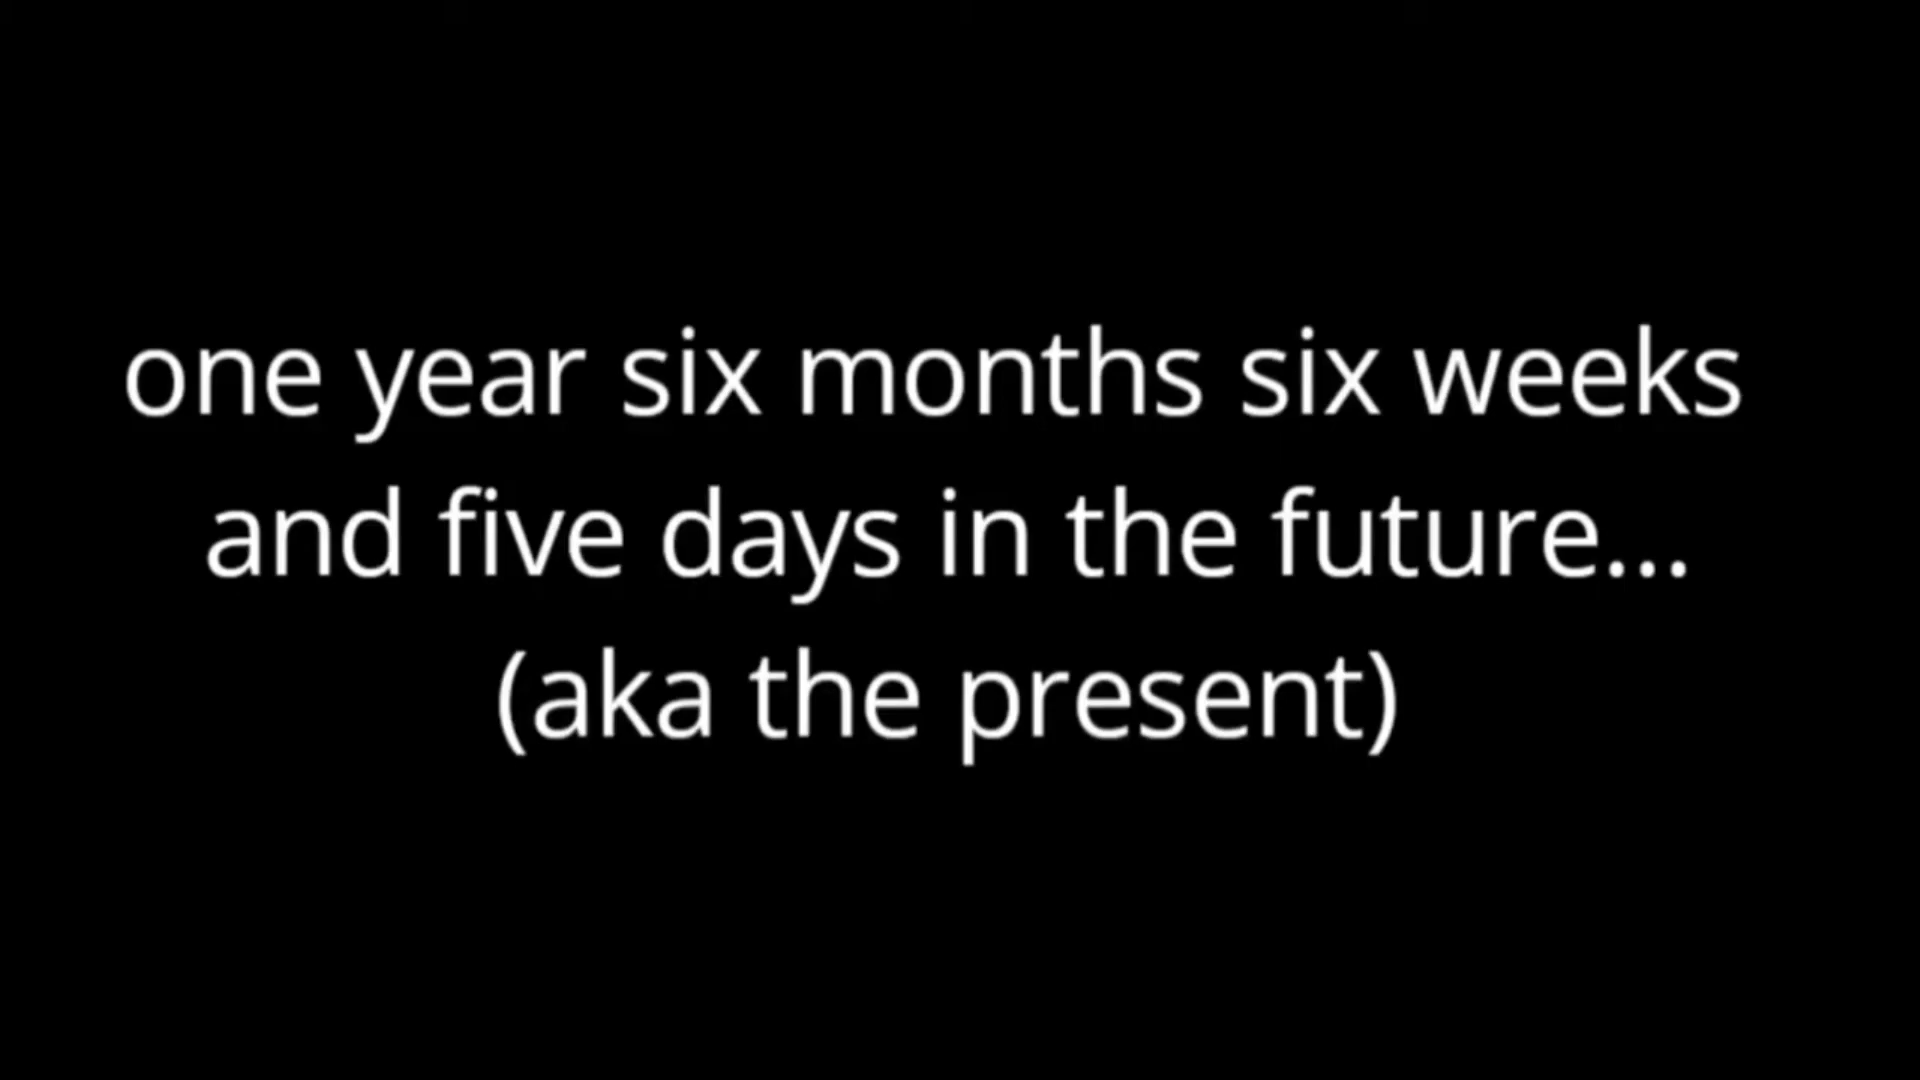 one year six months six weeks
and five days in the future...
(aka the present)